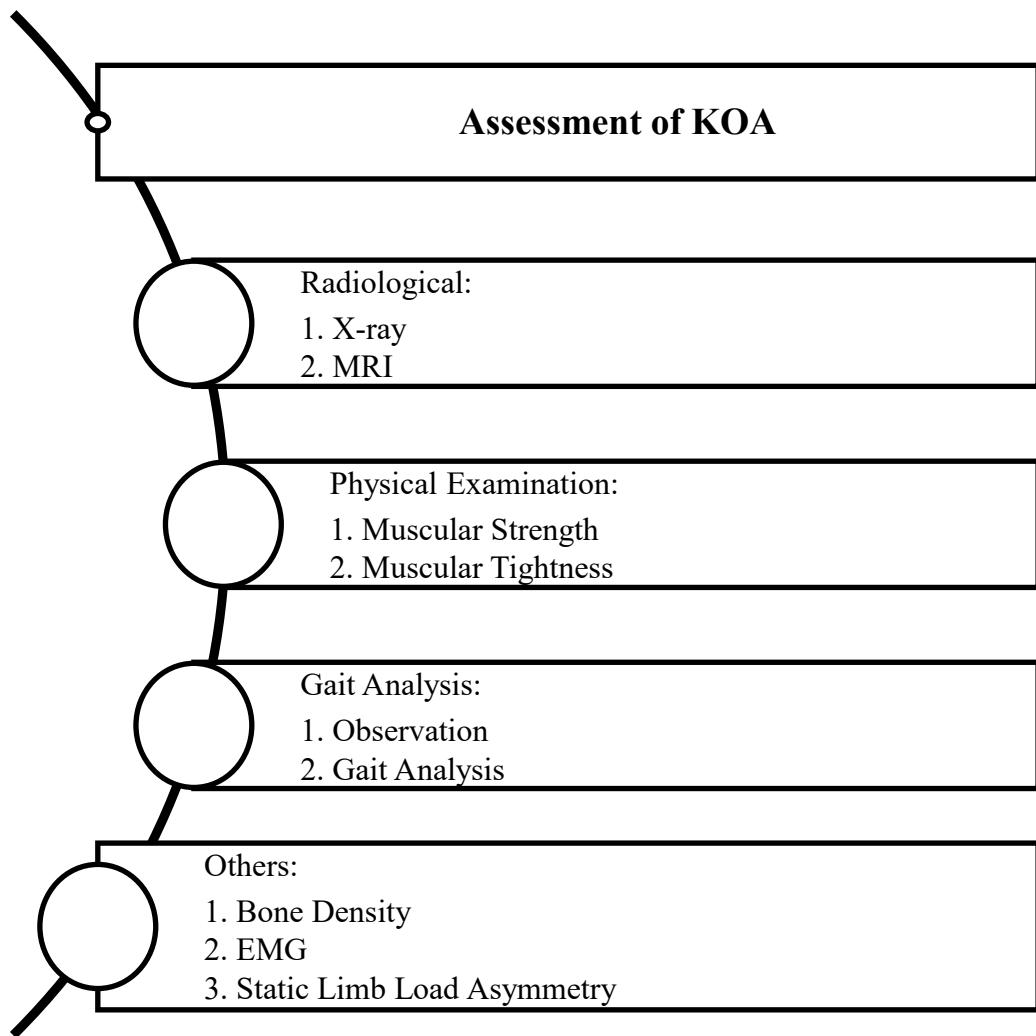 Assessment of KOA
Radiological:
1. X-ray
2. MRI
Physical Examination:
1. Muscular Strength
2. Muscular Tightness
Gait Analysis:
1. Observation
2. Gait Analysis
Others:
1. Bone Density
2. EMG
3. Static Limb Load Asymmetry